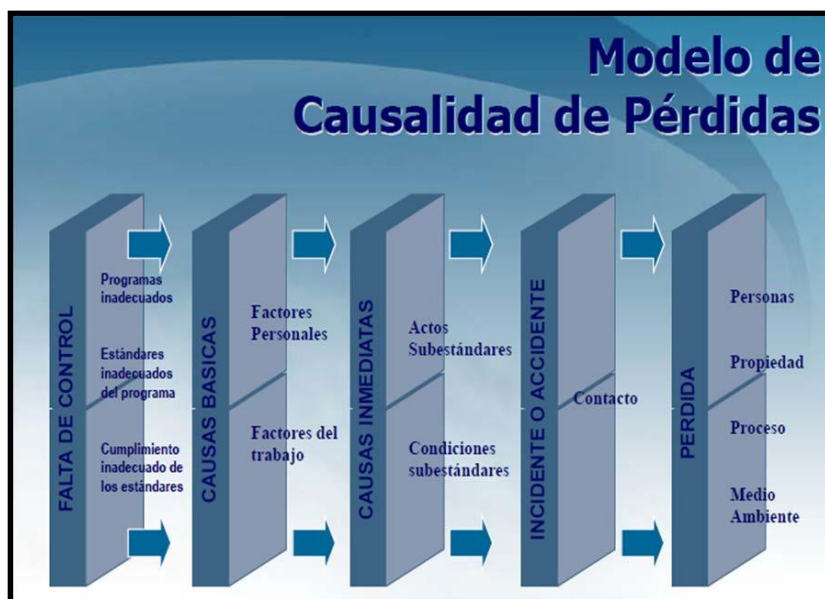 Modelo de
Causalidad de Pérdidas
FALTA DE CONTROL
Programas
inadecuados
Estándares
inadecuados
del programa
Cumplimiento
inadecuado de
los estándares
CAUSAS BASICAS
Factores
Personales
Factores del
trabajo
CAUSAS INMEDIATAS
Actos
Subestándares
Condiciones
subestándares
INCIDENTE O ACCIDENTE
Contacto
PERDIDA
Personas
Propiedad
Proceso
Medio
Ambiente